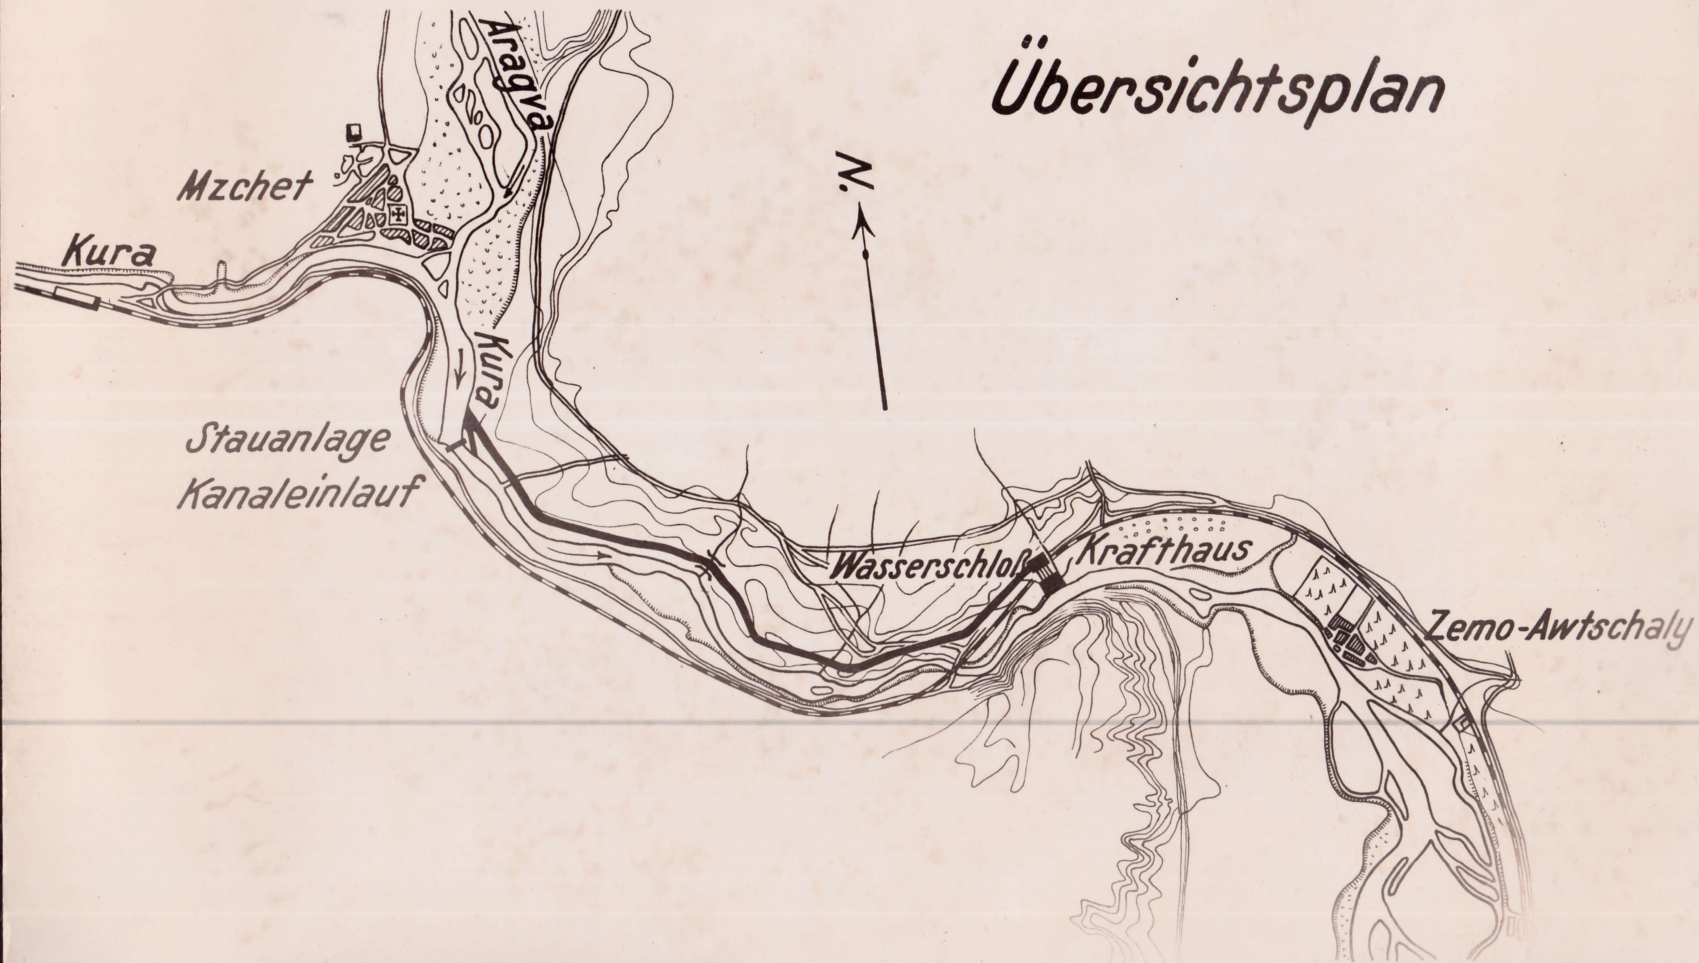 Übersichtsplan
Aragva
N.
Mzchet
Kura
Kura
Stauanlage
Kanaleinlauf
Wasserschloß
Krafthaus
Zemo-Awtschaly